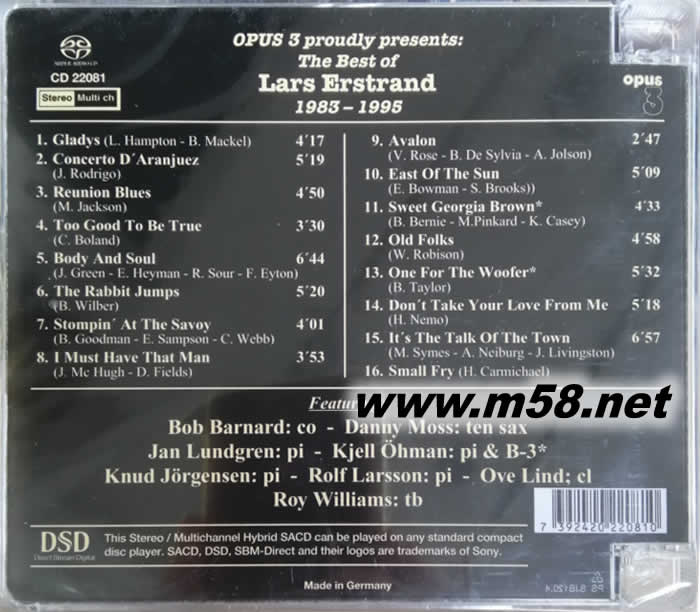 SUPER AUDIO CD
CD 22081
Stereo Multi ch
OPUS 3 proudly presents:
The Best of
Lars Erstrand
1983 - 1995
opus
3
1. Gladys (L. Hampton - B. Mackel) 4´17
2. Concerto D´Aranjuez 5´19
(J. Rodrigo)
3. Reunion Blues 4´50
(M. Jackson)
4. Too Good To Be True 3´30
(C. Boland)
5. Body And Soul 6´44
(J. Green - E. Heyman - R. Sour - F. Eyton)
6. The Rabbit Jumps 5´20
(B. Wilber)
7. Stompin´ At The Savoy 4´01
(B. Goodman - E. Sampson - C. Webb)
8. I Must Have That Man 3´53
(J. Mc Hugh - D. Fields)
9. Avalon 2´47
(V. Rose - B. De Sylvia - A. Jolson)
10. East Of The Sun 5´09
(E. Bowman - S. Brooks))
11. Sweet Georgia Brown* 4´33
(B. Bernie - M.Pinkard - K. Casey)
12. Old Folks 4´58
(W. Robison)
13. One For The Woofer* 5´32
(B. Taylor)
14. Don´t Take Your Love From Me 5´18
(H. Nemo)
15. It´s The Talk Of The Town 6´57
(M. Symes - A. Neiburg - J. Livingston)
16. Small Fry (H. Carmichael)
www.m58.net
Bob Barnard: co - Danny Moss: ten sax
Jan Lundgren: pi - Kjell Öhman: pi & B-3*
Knud Jörgensen: pi - Rolf Larsson: pi - Ove Lind; cl
Roy Williams: tb
7 392420 220810
DSD
Direct Stream Digital
This Stereo / Multichannel Hybrid SACD can be played on any standard compact
disc player. SACD, DSD, SBM-Direct and their logos are trademarks of Sony.
Made in Germany